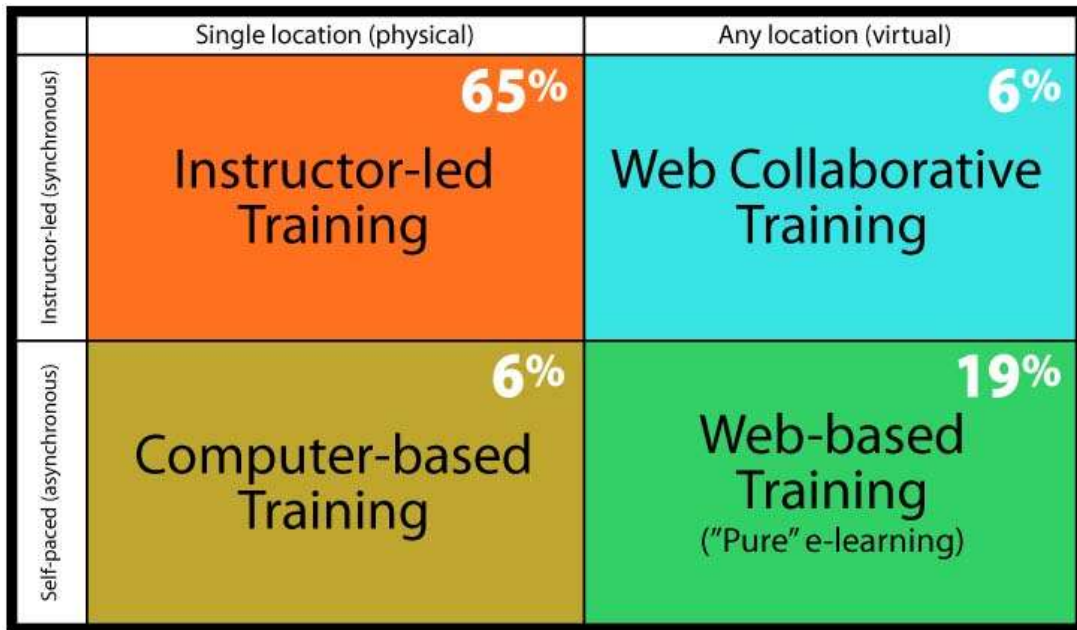 Single location (physical)
Any location (virtual)
Instructor-led (synchronous)
65%
Instructor-led
Training
6%
Web Collaborative
Training
Self-paced (asynchronous)
6%
Computer-based
Training
19%
Web-based
Training
("Pure" e-learning)